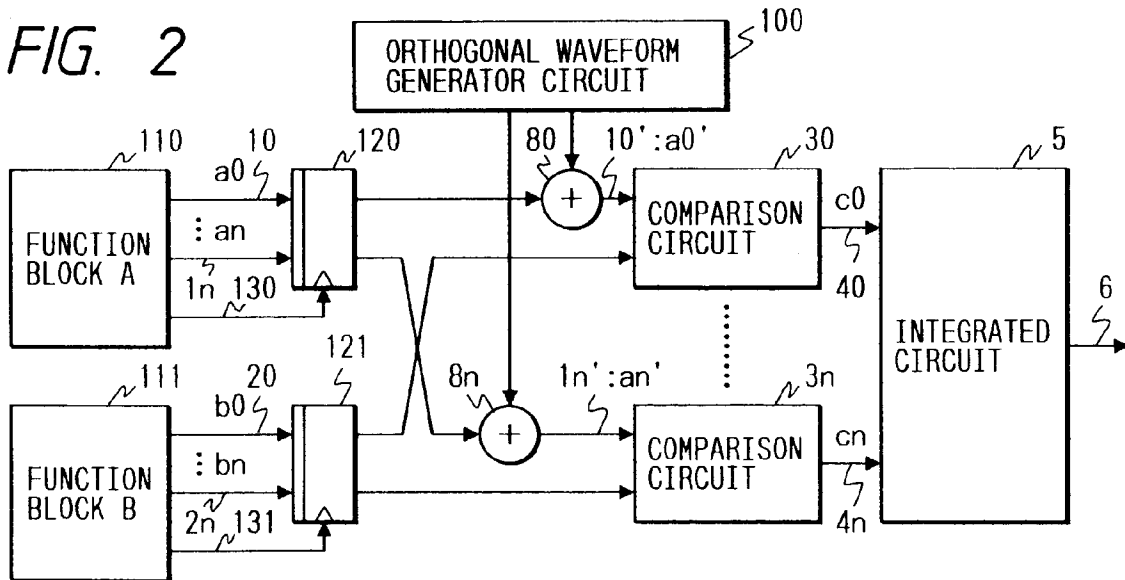 FIG. 2
ORTHOGONAL WAVEFORM
GENERATOR CIRCUIT
100
110
10
120
80
10':a0'
30
5
a0
FUNCTION
BLOCK A
⋮ an
1n
130
+
COMPARISON
CIRCUIT
c0
40
INTEGRATED
CIRCUIT
6
111
20
121
8n
1n':an'
3n
b0
FUNCTION
BLOCK B
⋮ bn
2n
131
+
COMPARISON
CIRCUIT
cn
4n